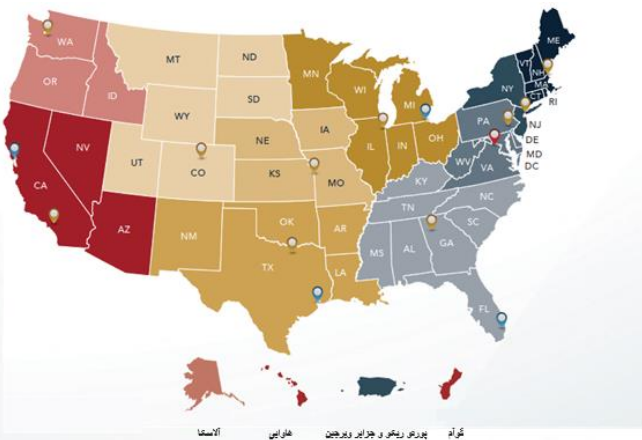 WA
MT
ND
MN
ME
VT
NH
MA
CT
RI
OR
ID
WY
SD
WI
MI
NY
PA
NJ
DE
MD
DC
NV
UT
CO
NE
IA
IL
IN
OH
WV
VA
CA
KS
MO
KY
NC
AZ
NM
OK
AR
TN
SC
TX
LA
MS
AL
GA
FL
آلاسکا
هاوایی
پورتو ریکو و جزایر ویرجین
گوآم